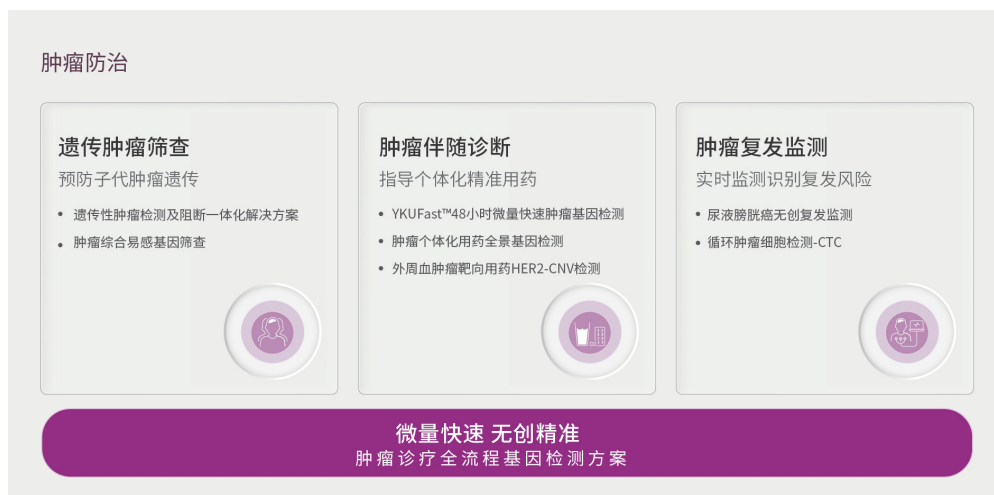 肿瘤防治
遗传肿瘤筛查
预防子代肿瘤遗传
• 遗传性肿瘤检测及阻断一体化解决方案
• 肿瘤综合易感基因筛查
肿瘤伴随诊断
指导个体化精准用药
• YKUFast™48小时微量快速肿瘤基因检测
• 肿瘤个体化用药全景基因检测
• 外周血肿瘤靶向用药HER2-CNV检测
肿瘤复发监测
实时监测识别复发风险
• 尿液膀胱癌无创复发监测
• 循环肿瘤细胞检测-CTC
微量快速 无创精准
肿瘤诊疗全流程基因检测方案